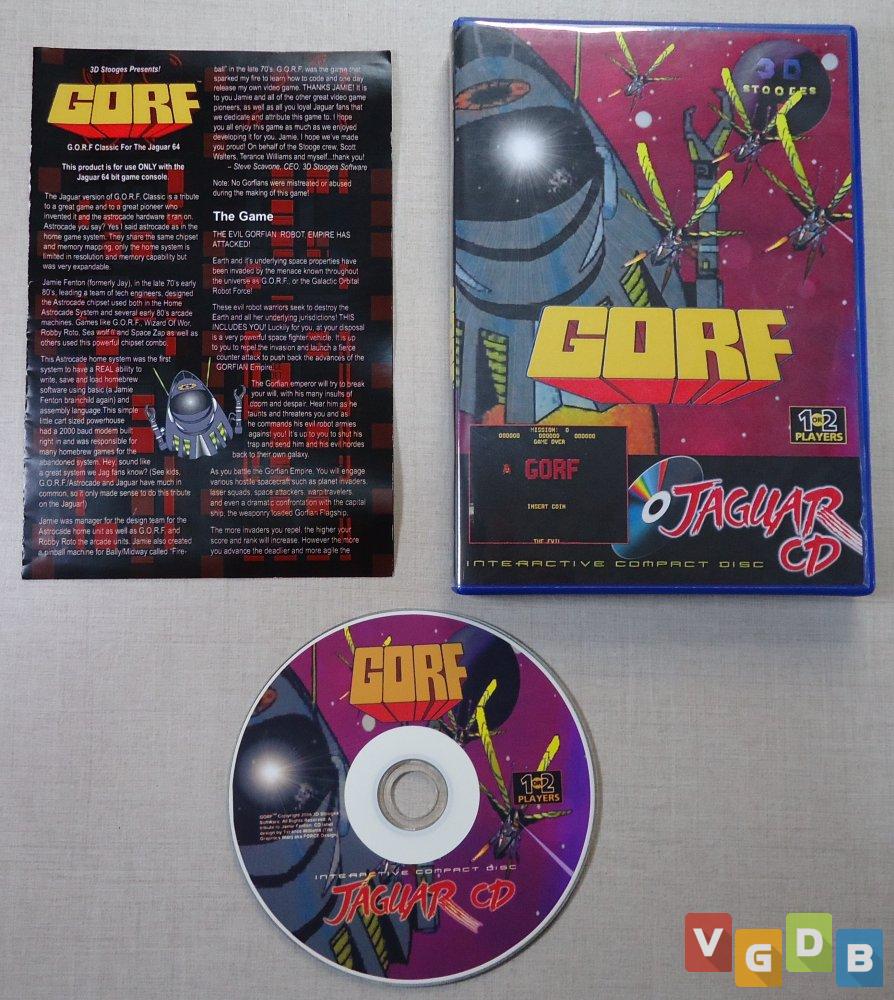 3D Stooges Presents!
GORF
G.O.R.F Classic For The Jaguar 64
This product is for use ONLY with the
Jaguar 64 bit game console.
The Jaguar version of G.O.R.F. Classic is a tribute
to a great game and to a great pioneer who
invented it and the astrocade hardware it ran on.
Astrocade you say? Yes I said astrocade as in the
home game system. They share the same chipset
and memory mapping, only the home system is
limited in resolution and memory capability but
was very expandable.
Jamie Fenton (formerly Jay), in the late 70's early
80's, leading a team of tech engineers, designed
the Astrocade chipset used both in the Home
Astrocade System and several early 80's arcade
machines. Games like G.O.R.F., Wizard Of Wor,
Robby Roto, Sea wolf II and Space Zap as well as
others used this powerful chipset combo.
This Astrocade home system was the first
system to have a REAL ability to
write, save and load homebrew
software using basic (a Jamie
Fenton branchild again) and
assembly language.This simple
little cart sized powerhouse
had a 2000 baud modem built
right in and was responsible for
many homebrew games for the
abandoned system. Hey, sound like
a great system we Jag fans know? (See kids,
G.O.R.F./Astrocade and Jaguar have much in
common, so it only made sense to do this tribute
on the Jaguar!)
Jamie was manager for the design team for the
Astrocade home unit as well as G.O.R.F. and
Robby Roto the arcade units. Jamie also created
a pinball machine for Bally/Midway called "Fire-
ball" in the late 70's. G.O.R.F. was the game that
sparked my fire to learn how to code and one day
release my own video game. THANKS JAMIE! It is
to you Jamie and all of the other great video game
pioneers, as well as all you loyal Jaguar fans that
we dedicate and attribute this game to. I hope
you all enjoy this game as much as we enjoyed
developing it for you. Jamie, I hope we've made
you proud! On behalf of the Stooge crew, Scott
Walters, Terance Williams and myself...thank you!
– Steve Scavone, CEO, 3D Stooges Software
Note: No Gorfians were mistreated or abused
during the making of this game!
The Game
THE EVIL GORFIAN ROBOT EMPIRE HAS
ATTACKED!
Earth and it's underlying space properties have
been invaded by the menace known throughout
the universe as G.O.R.F., or the Galactic Orbital
Robot Force!
These evil robot warriors seek to destroy the
Earth and all her underlying jurisdictions! THIS
INCLUDES YOU! Luckily for you, at your disposal
is a very powerful space fighter vehicle. It is up
to you to repel the invasion and launch a fierce
counter attack to push back the advances of the
GORFIAN Empire.
The Gorfian emperor will try to break
your will, with his many insults of
doom and despair. Hear him as he
taunts and threatens you and as
he commands his evil robot armies
against you! It's up to you to shut his
trap and send him and his evil hordes
back to their own galaxy.
As you battle the Gorfian Empire, You will engage
various hostile spacecraft such as planet invaders,
laser squads, space attackers, warp travelers,
and even a dramatic confrontation with the capital
ship, the weaponry loaded Gorfian Flagship.
The more invaders you repel, the higher your
score and rank will increase. However the more
you advance the deadlier and more agile the
3D
STOOGES
GORF
1 OR 2
PLAYERS
MISSION: 0
000000 000000 000000
GAME OVER
GORF
INSERT COIN
THE EVIL
JAGUAR
CD
INTERACTIVE COMPACT DISC
GORF
1 OR 2
PLAYERS
GORF™ Copyright 2006 3D Stooges
Software. All Rights Reserved. A
tribute to Jamie Fenton. CD label
design by Terance Williams
INTERACTIVE COMPACT DISC
JAGUAR CD
VGDB